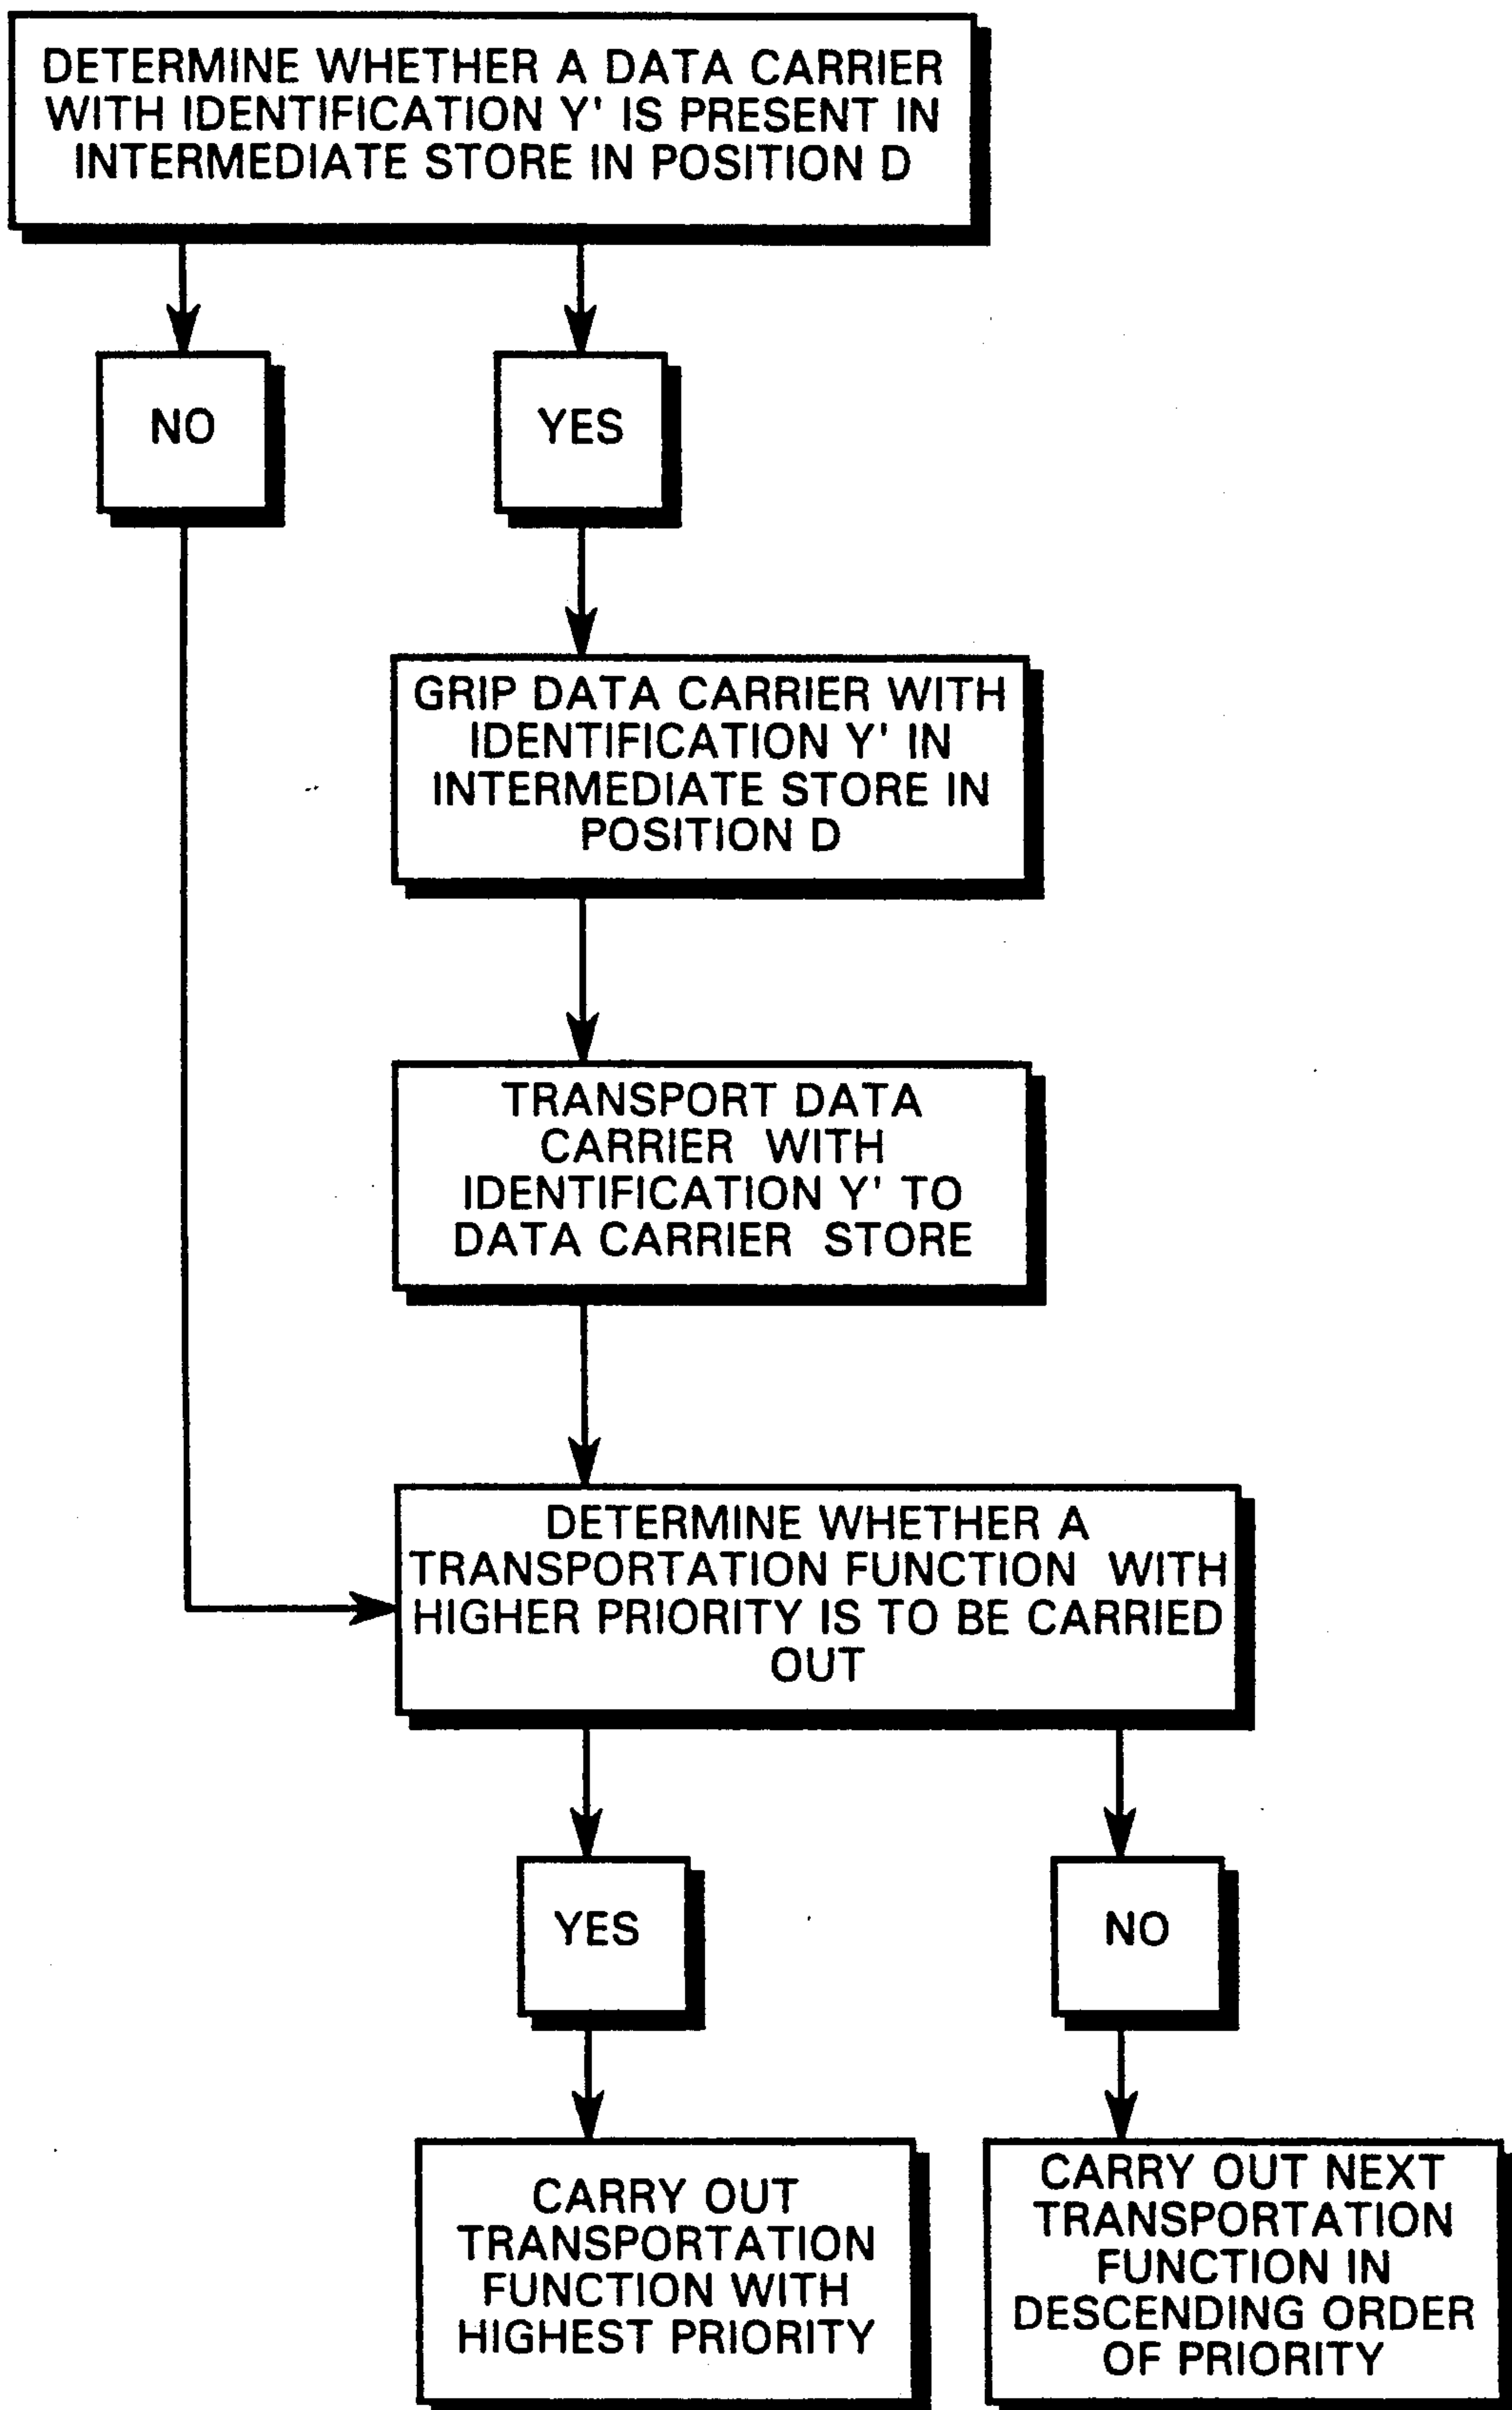 DETERMINE WHETHER A DATA CARRIER
WITH IDENTIFICATION Y' IS PRESENT IN
INTERMEDIATE STORE IN POSITION D
NO
YES
GRIP DATA CARRIER WITH
IDENTIFICATION Y' IN
INTERMEDIATE STORE IN
POSITION D
TRANSPORT DATA
CARRIER WITH
IDENTIFICATION Y' TO
DATA CARRIER STORE
DETERMINE WHETHER A
TRANSPORTATION FUNCTION WITH
HIGHER PRIORITY IS TO BE CARRIED
OUT
YES
NO
CARRY OUT
TRANSPORTATION
FUNCTION WITH
HIGHEST PRIORITY
CARRY OUT NEXT
TRANSPORTATION
FUNCTION IN
DESCENDING ORDER
OF PRIORITY